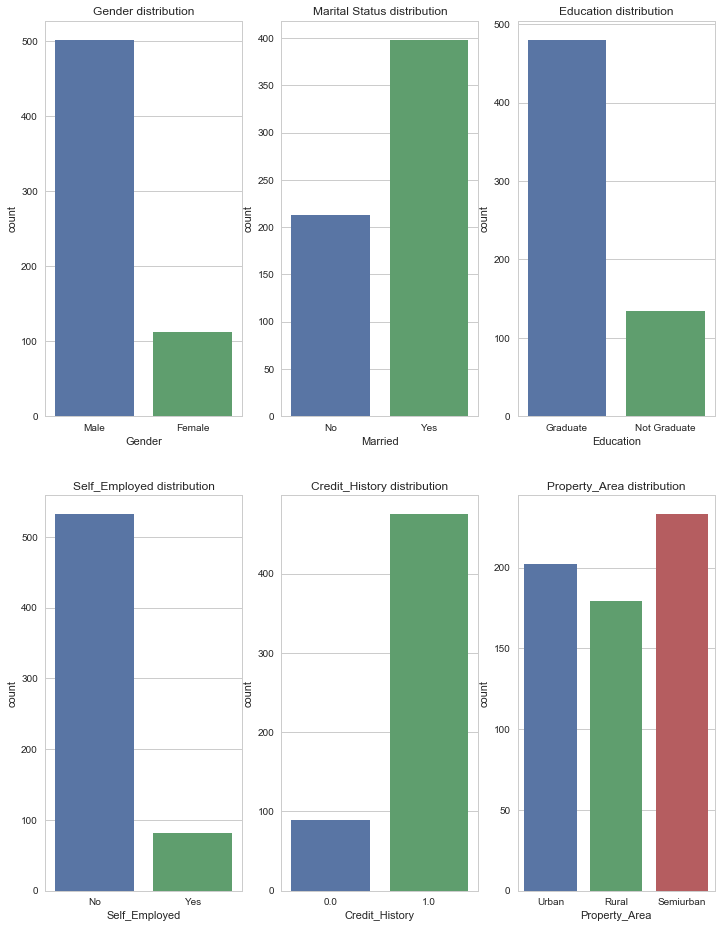 Gender distribution
500
400
300
200
100
0
count
Male Female
Gender
Marital Status distribution
400
350
300
250
200
150
100
50
0
count
No Yes
Married
Education distribution
500
400
300
200
100
0
count
Graduate Not Graduate
Education
Self_Employed distribution
500
400
300
200
100
0
count
No Yes
Self_Employed
Credit_History distribution
400
300
200
100
0
count
0.0 1.0
Credit_History
Property_Area distribution
200
150
100
50
0
count
Urban Rural Semiurban
Property_Area